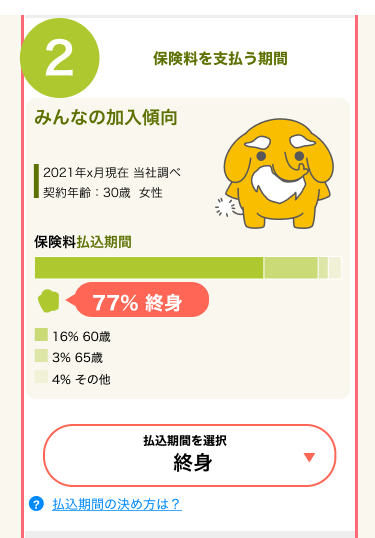 2
保険料を支払う期間
みんなの加入傾向
2021年x月現在 当社調べ
契約年齢：30歳 女性
保険料払込期間
77% 終身
16% 60歳
3% 65歳
4% その他
払込期間を選択
終身
? 払込期間の決め方は？